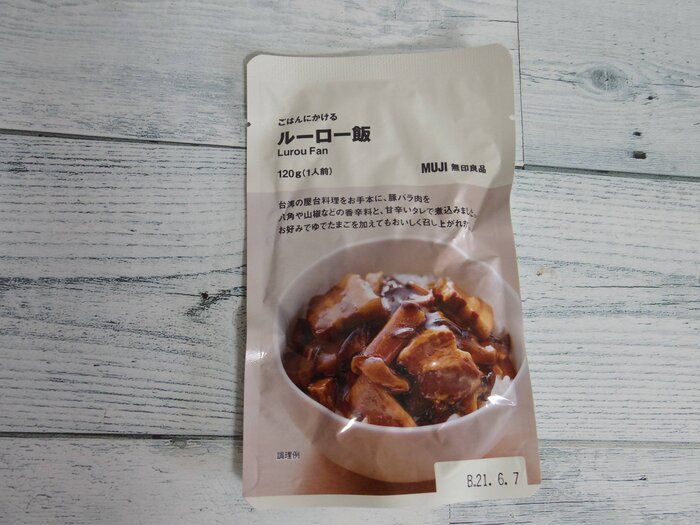 ごはんにかける
ルーロー飯
Lurou Fan
120g(1人前)
MUJI 無印良品
台湾の屋台料理をお手本に、豚バラ肉を
八角や山椒などの香辛料と、甘辛いタレで煮込みました。
お好みでゆでたまごを加えてもおいしく召し上がれます。
調理例
B.21. 6. 7